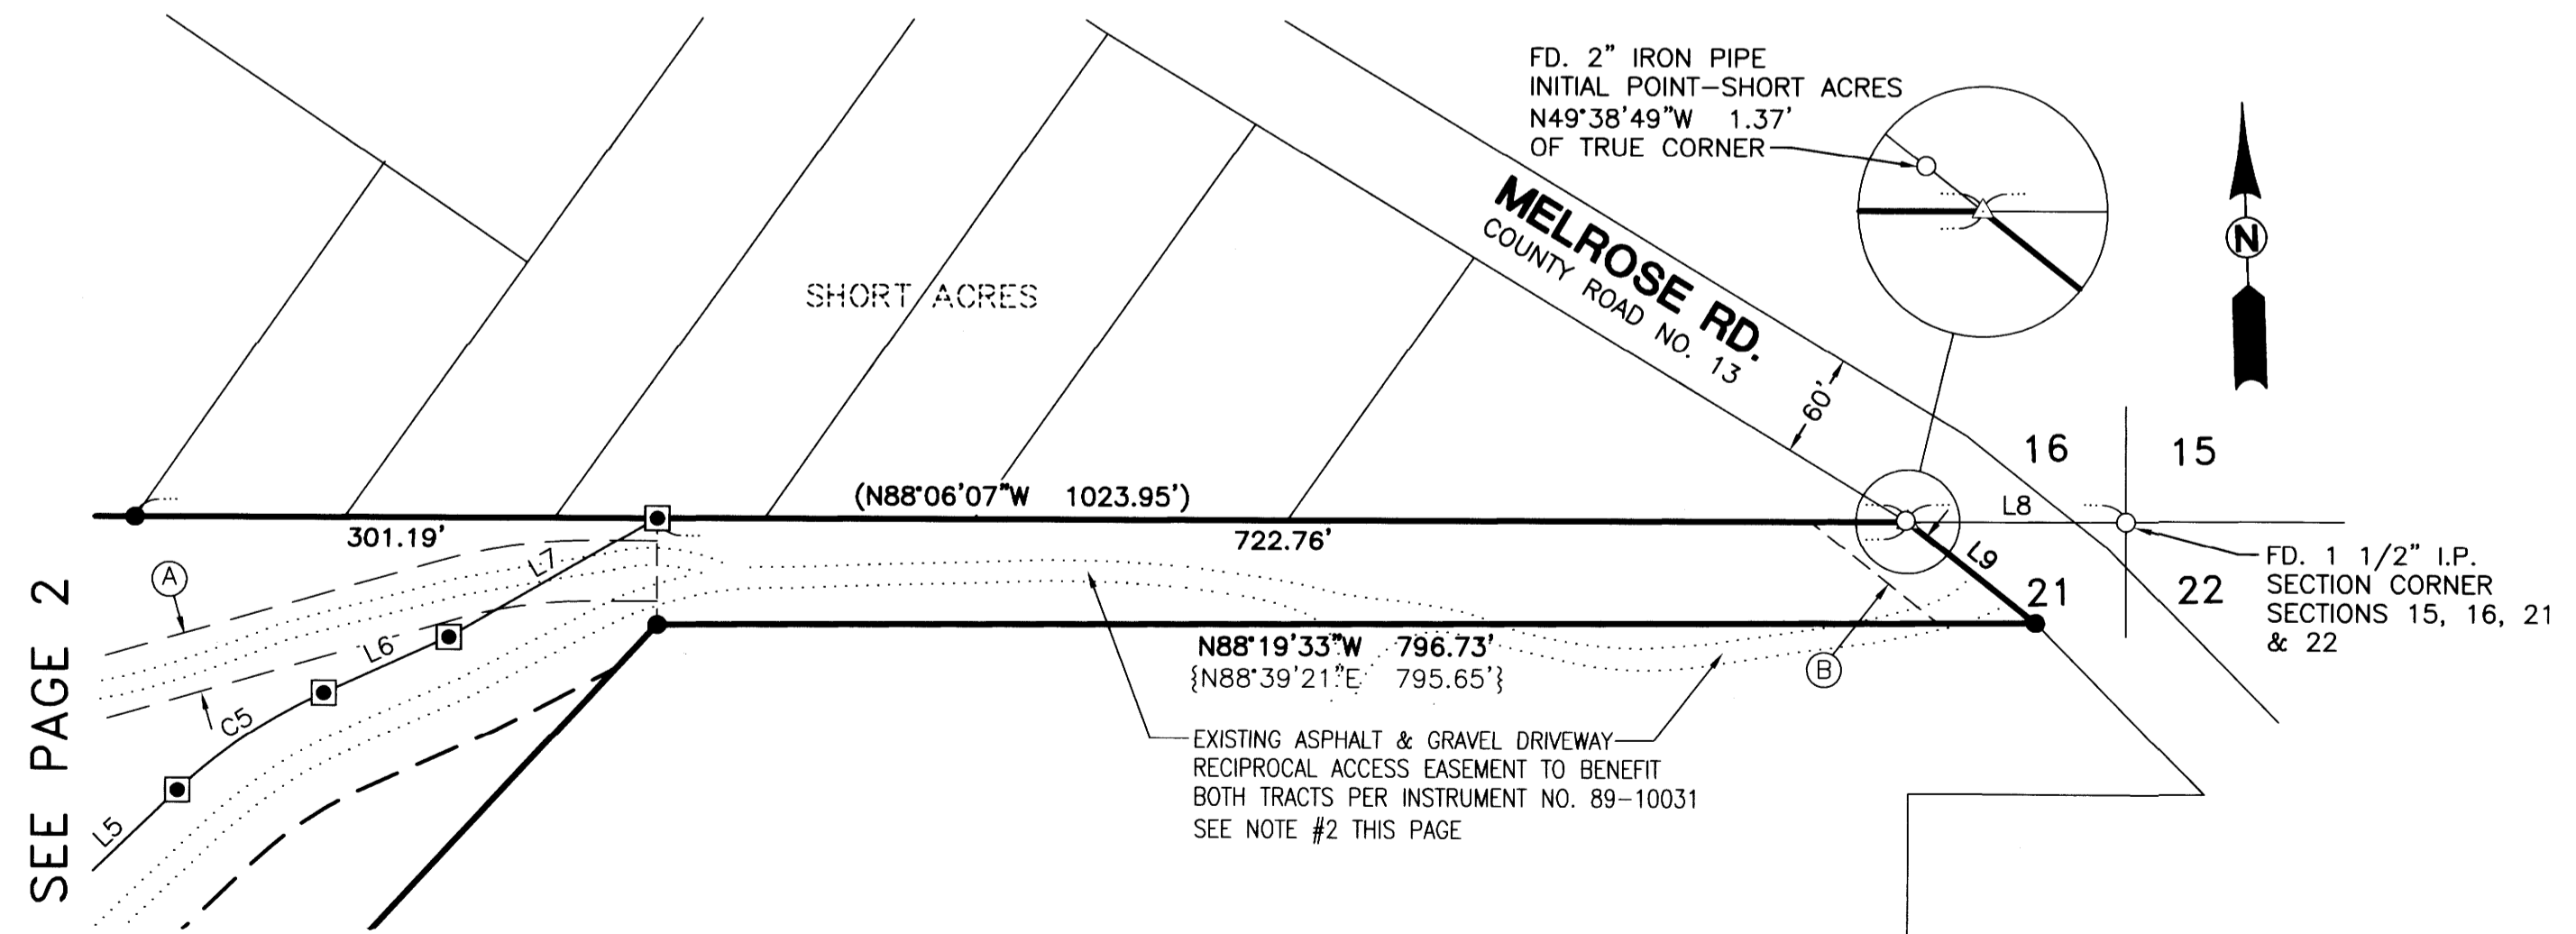 FD. 2" IRON PIPE
INITIAL POINT-SHORT ACRES
N49°38'49"W 1.37'
OF TRUE CORNER
N
MELROSE RD.
COUNTY ROAD NO. 13
60'
SHORT ACRES
16
15
L8
(N88°06'07"W 1023.95')
301.19'
722.76'
L7
L9
FD. 1 1/2" I.P.
SECTION CORNER
SECTIONS 15, 16, 21
& 22
21
22
A
L6
C5
L5
B
N88°19'33"W 796.73'
{N88°39'21"E 795.65'}
EXISTING ASPHALT & GRAVEL DRIVEWAY
RECIPROCAL ACCESS EASEMENT TO BENEFIT
BOTH TRACTS PER INSTRUMENT NO. 89-10031
SEE NOTE #2 THIS PAGE
SEE PAGE 2